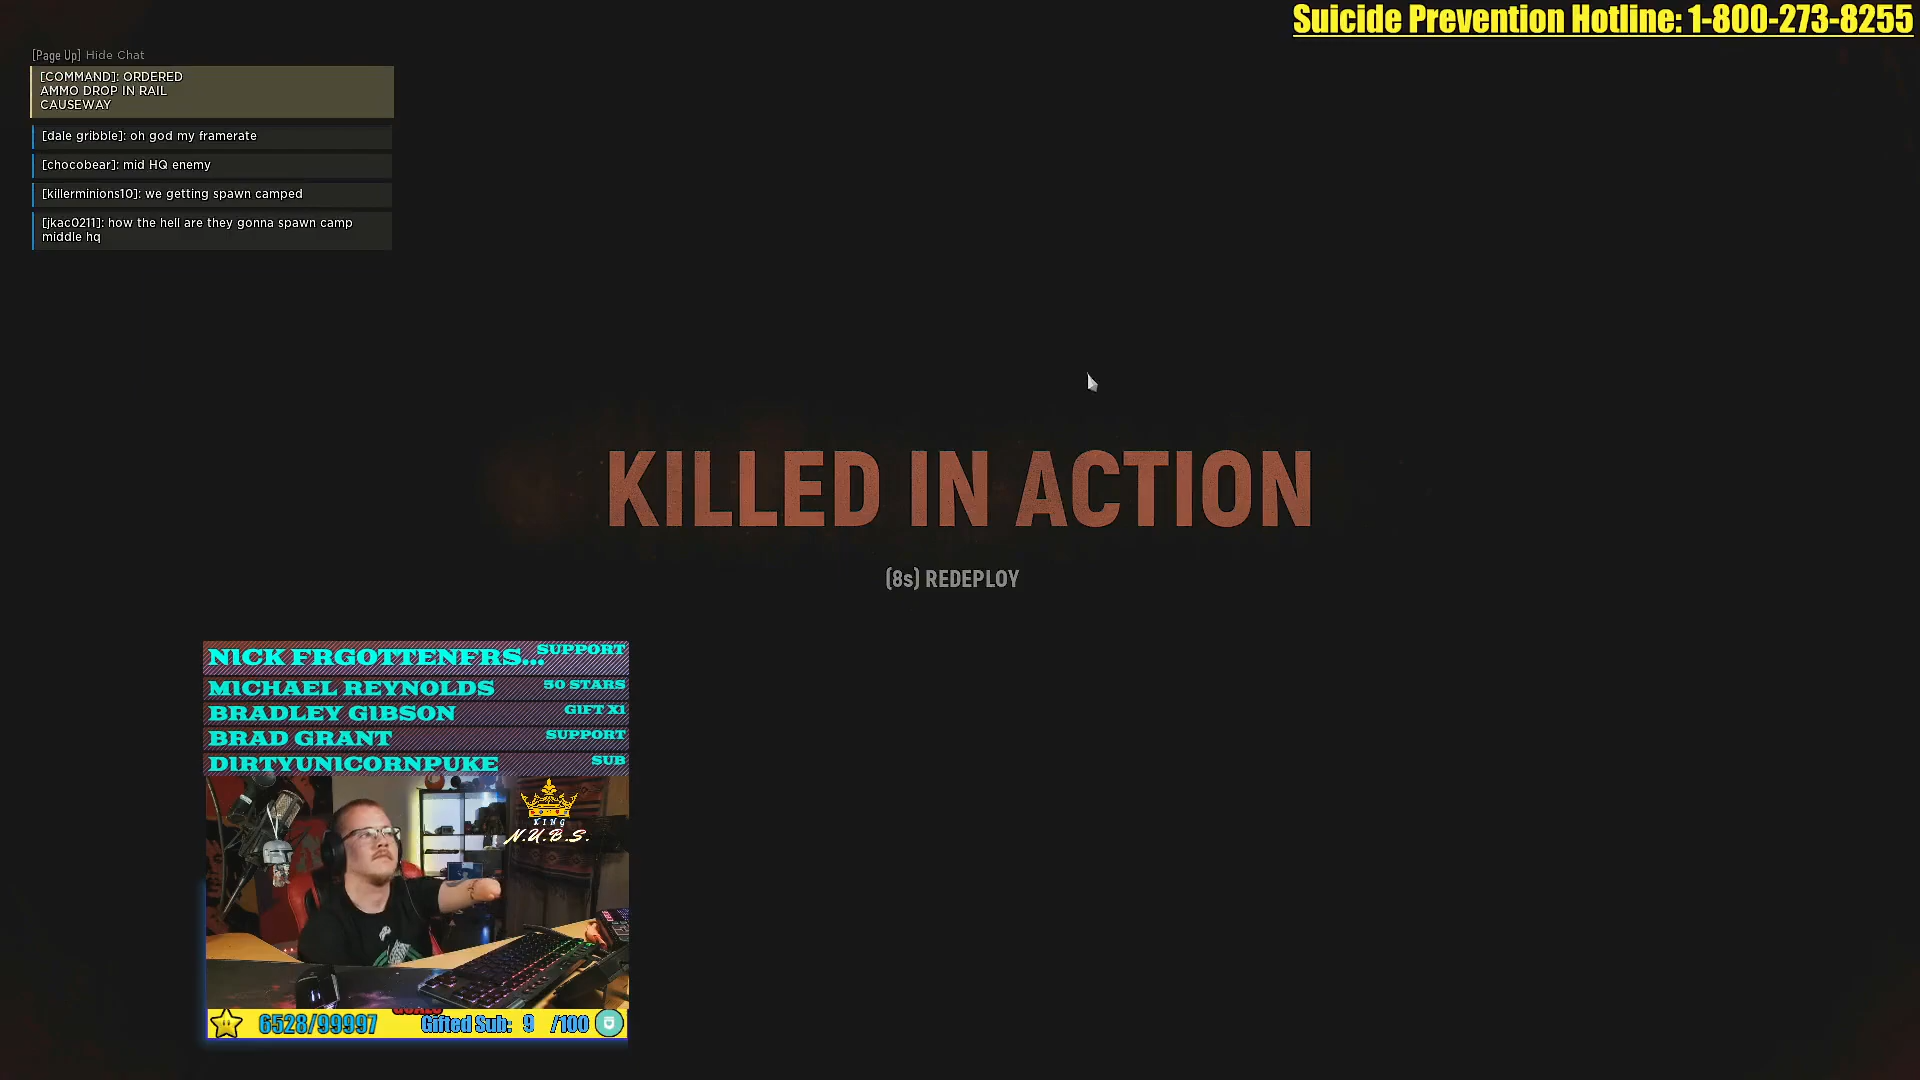 Suicide Prevention Hotline: 1-800-273-8255
[Page Up] Hide Chat
[COMMAND]: ORDERED
AMMO DROP IN RAIL
CAUSEWAY
[dale gribble]: oh god my framerate
[chocobear]: mid HQ enemy
[killerminions10]: we getting spawn camped
[jkac0211]: how the hell are they gonna spawn camp
middle hq
KILLED IN ACTION
(8s) REDEPLOY
NICK FRGOTTENFRS... SUPPORT
MICHAEL REYNOLDS 50 STARS
BRADLEY GIBSON GIFT X1
BRAD GRANT SUPPORT
DIRTYUNICORNPUKE SUB
KING
N.U.B.S.
GOALS
6528/99997 Gifted Sub: 9 /100